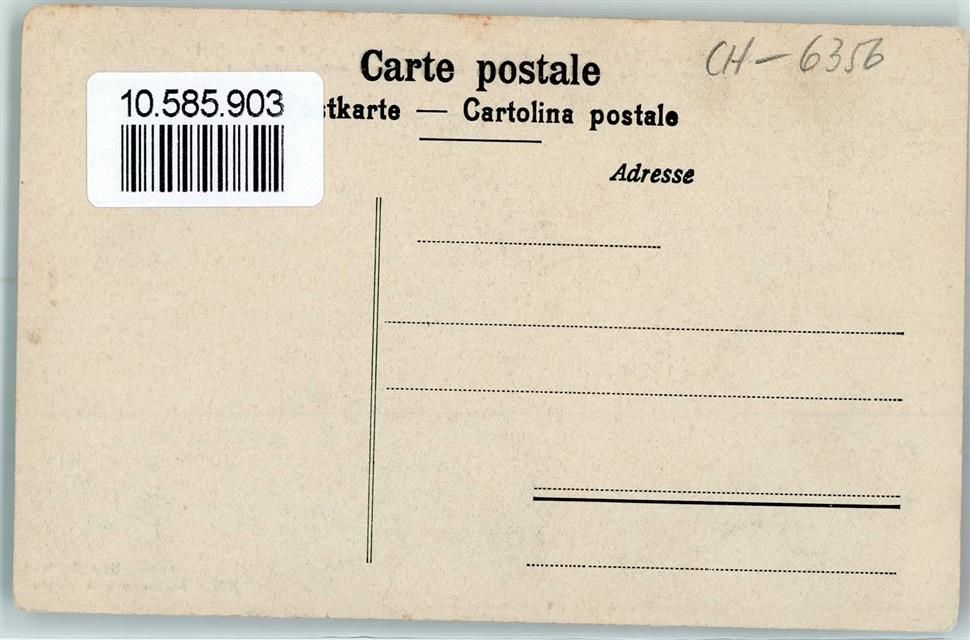 Carte postale
CH-6356
10.585.903
stkarte — Cartolina postale
Adresse